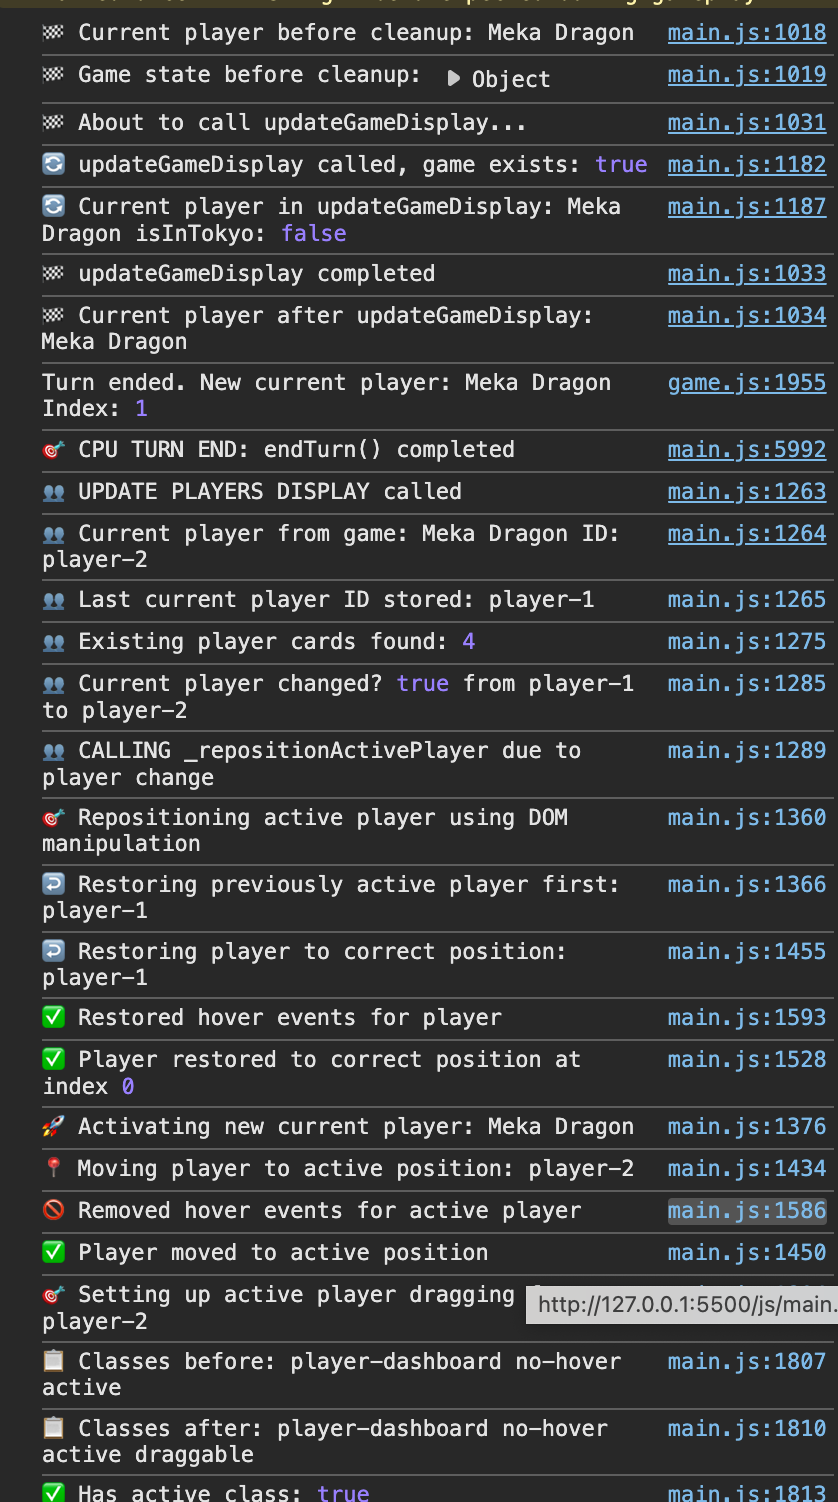 Current player before cleanup: Meka Dragon main.js:1018
Game state before cleanup: ▶ Object main.js:1019
About to call updateGameDisplay... main.js:1031
updateGameDisplay called, game exists: true main.js:1182
Current player in updateGameDisplay: Meka main.js:1187
Dragon isInTokyo: false
updateGameDisplay completed main.js:1033
Current player after updateGameDisplay: main.js:1034
Meka Dragon
Turn ended. New current player: Meka Dragon game.js:1955
Index: 1
CPU TURN END: endTurn() completed main.js:5992
UPDATE PLAYERS DISPLAY called main.js:1263
Current player from game: Meka Dragon ID: main.js:1264
player-2
Last current player ID stored: player-1 main.js:1265
Existing player cards found: 4 main.js:1275
Current player changed? true from player-1 main.js:1285
to player-2
CALLING _repositionActivePlayer due to main.js:1289
player change
Repositioning active player using DOM main.js:1360
manipulation
Restoring previously active player first: main.js:1366
player-1
Restoring player to correct position: main.js:1455
player-1
Restored hover events for player main.js:1593
Player restored to correct position at main.js:1528
index 0
Activating new current player: Meka Dragon main.js:1376
Moving player to active position: player-2 main.js:1434
Removed hover events for active player main.js:1586
Player moved to active position main.js:1450
Setting up active player dragging
http://127.0.0.1:5500/js/main.
player-2
Classes before: player-dashboard no-hover main.js:1807
active
Classes after: player-dashboard no-hover main.js:1810
active draggable
Has active class: true main.js:1813